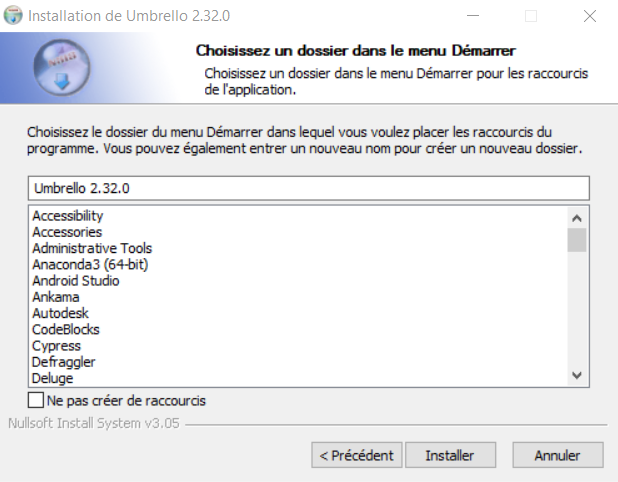 Installation de Umbrello 2.32.0
Choisissez un dossier dans le menu Démarrer
Choisissez un dossier dans le menu Démarrer pour les raccourcis
de l'application.
Choisissez le dossier du menu Démarrer dans lequel vous voulez placer les raccourcis du
programme. Vous pouvez également entrer un nouveau nom pour créer un nouveau dossier.
Umbrello 2.32.0
Accessibility
Accessories
Administrative Tools
Anaconda3 (64-bit)
Android Studio
Ankama
Autodesk
CodeBlocks
Cypress
Defraggler
Deluge
Ne pas créer de raccourcis
Nullsoft Install System v3.05
< Précédent Installer Annuler